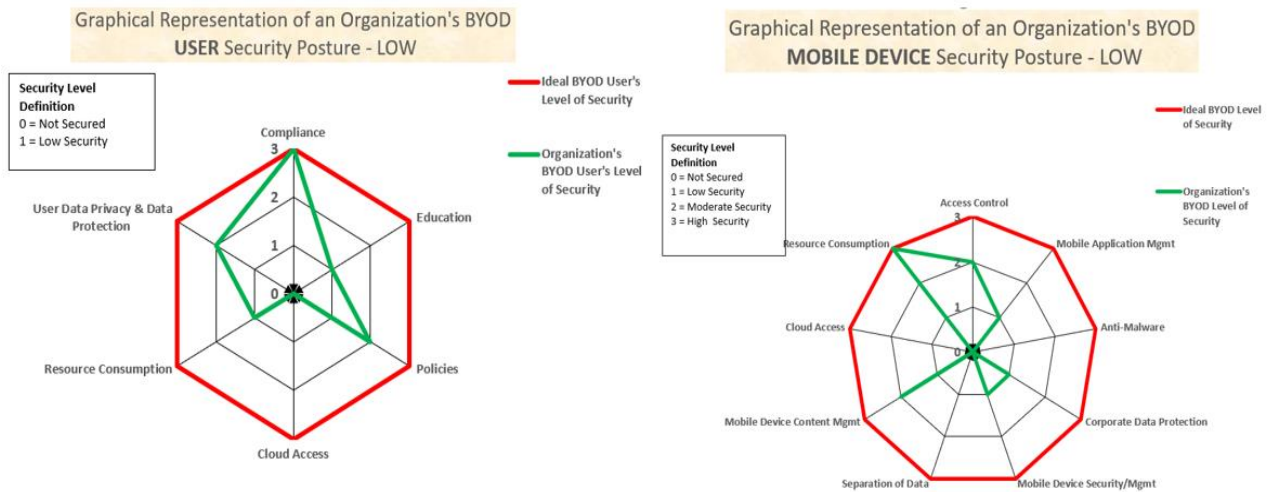 Graphical Representation of an Organization's BYOD
USER Security Posture - LOW
Security Level
Definition
0 = Not Secured
1 = Low Security
Ideal BYOD User's
Level of Security
Organization's
BYOD User's Level
of Security
Compliance
3
2
1
0
User Data Privacy & Data
Protection
Education
Resource Consumption
Policies
Cloud Access
Graphical Representation of an Organization's BYOD
MOBILE DEVICE Security Posture - LOW
Ideal BYOD Level
of Security
Security Level
Definition
0 = Not Secured
1 = Low Security
2 = Moderate Security
3 = High Security
Organization's
BYOD Level of
Security
Access Control
3
2
1
0
Resource Consumption
Mobile Application Mgmt
Cloud Access
Anti-Malware
Mobile Device Content Mgmt
Corporate Data Protection
Separation of Data
Mobile Device Security/Mgmt